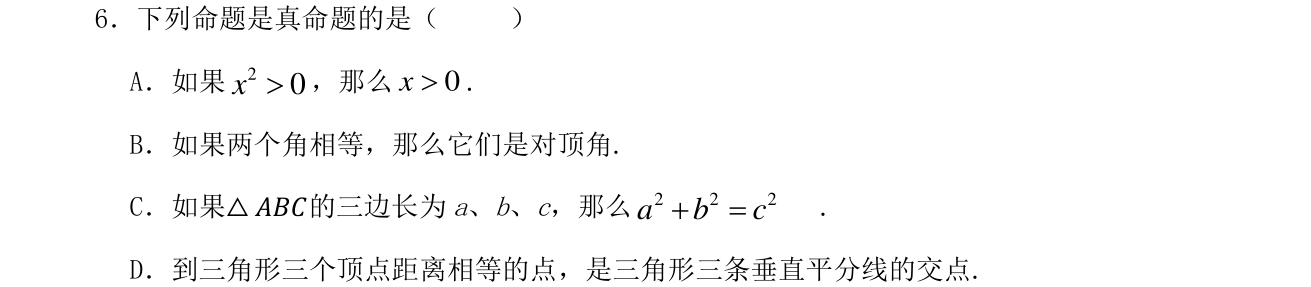 6. 下列命题是真命题的是（　　）
A. 如果 x² > 0，那么 x > 0.
B. 如果两个角相等，那么它们是对顶角.
C. 如果△ABC的三边长为 a、b、c，那么 a² + b² = c² .
D. 到三角形三个顶点距离相等的点，是三角形三条垂直平分线的交点.